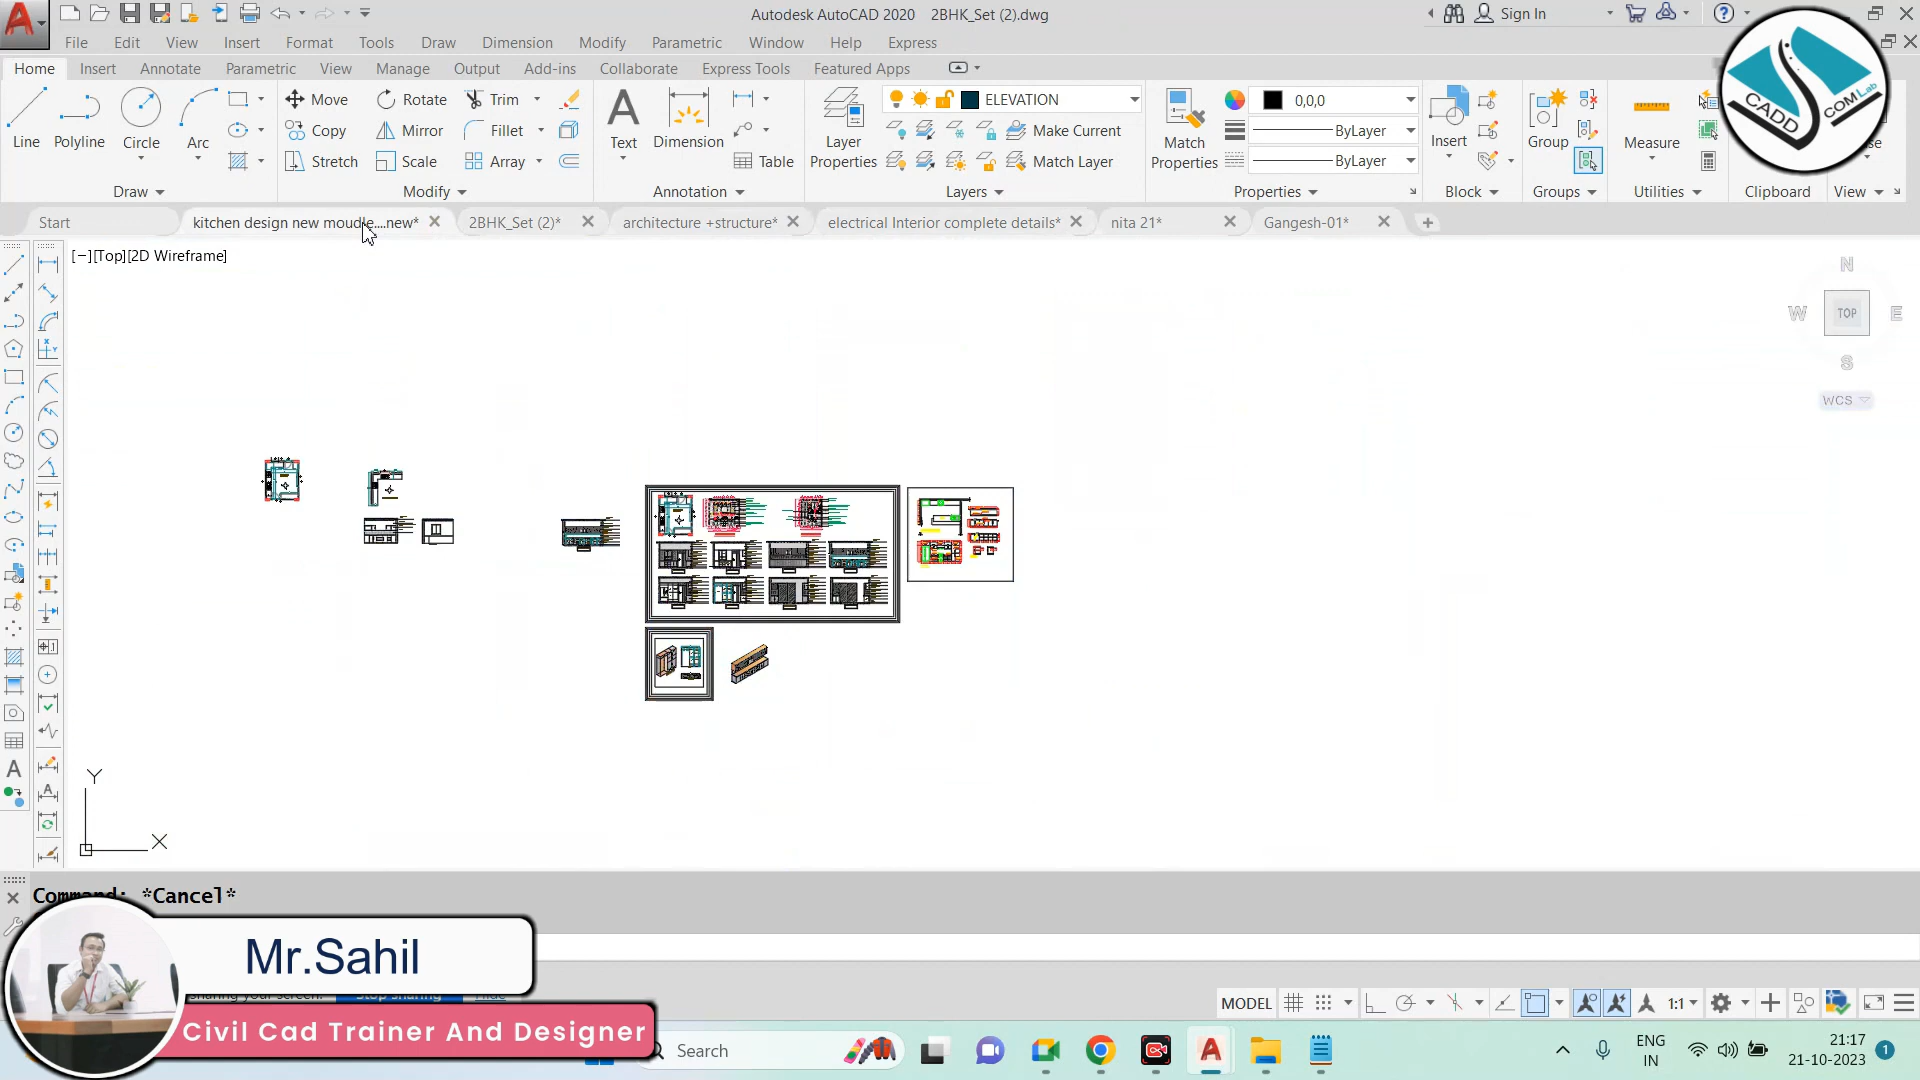 Autodesk AutoCAD 2020 2BHK_Set (2).dwg
Sign In
File Edit View Insert Format Tools Draw Dimension Modify Parametric Window Help Express
Home Insert Annotate Parametric View Manage Output Add-ins Collaborate Express Tools Featured Apps
Move Rotate Trim
ELEVATION
0,0,0
Line Polyline Circle Arc
Copy Mirror Fillet
Text Dimension
Make Current
ByLayer
Match Properties
Insert
Group
Measure
Stretch Scale Array
Table
Layer Properties
Match Layer
ByLayer
Draw Modify Annotation Layers Properties Block Groups Utilities Clipboard View
CADD
COM Lab
Start kitchen design new moudle....new* 2BHK_Set (2)* architecture +structure* electrical Interior complete details* nita 21* Gangesh-01*
[−][Top][2D Wireframe]
N
W TOP E
S
WCS
Y
X
Command: *Cancel*
Mr.Sahil
Civil Cad Trainer And Designer
MODEL
1:1
Search
ENG
IN
21:17
21-10-2023
1